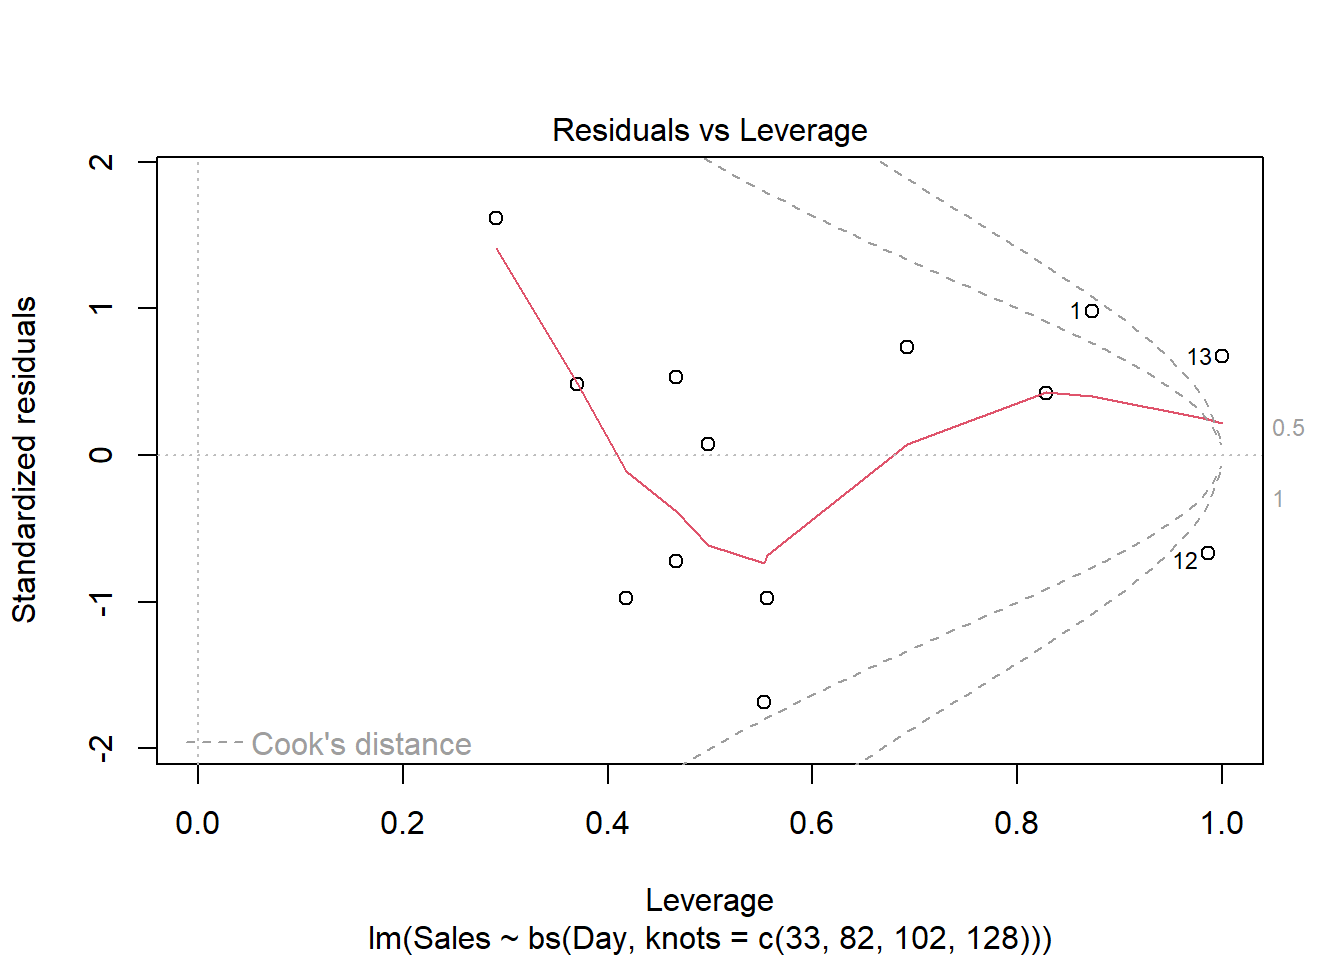 Residuals vs Leverage
Standardized residuals
2
1
0
-1
-2
1
13
12
0.5
1
Cook's distance
0.0 0.2 0.4 0.6 0.8 1.0
Leverage
lm(Sales ~ bs(Day, knots = c(33, 82, 102, 128)))